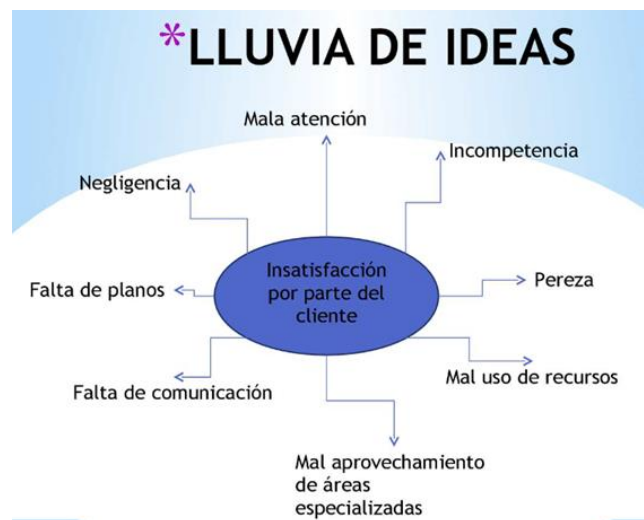 *LLUVIA DE IDEAS
Mala atención
Incompetencia
Negligencia
Insatisfacción
por parte del
cliente
Falta de planos
Pereza
Falta de comunicación
Mal uso de recursos
Mal aprovechamiento
de áreas
especializadas